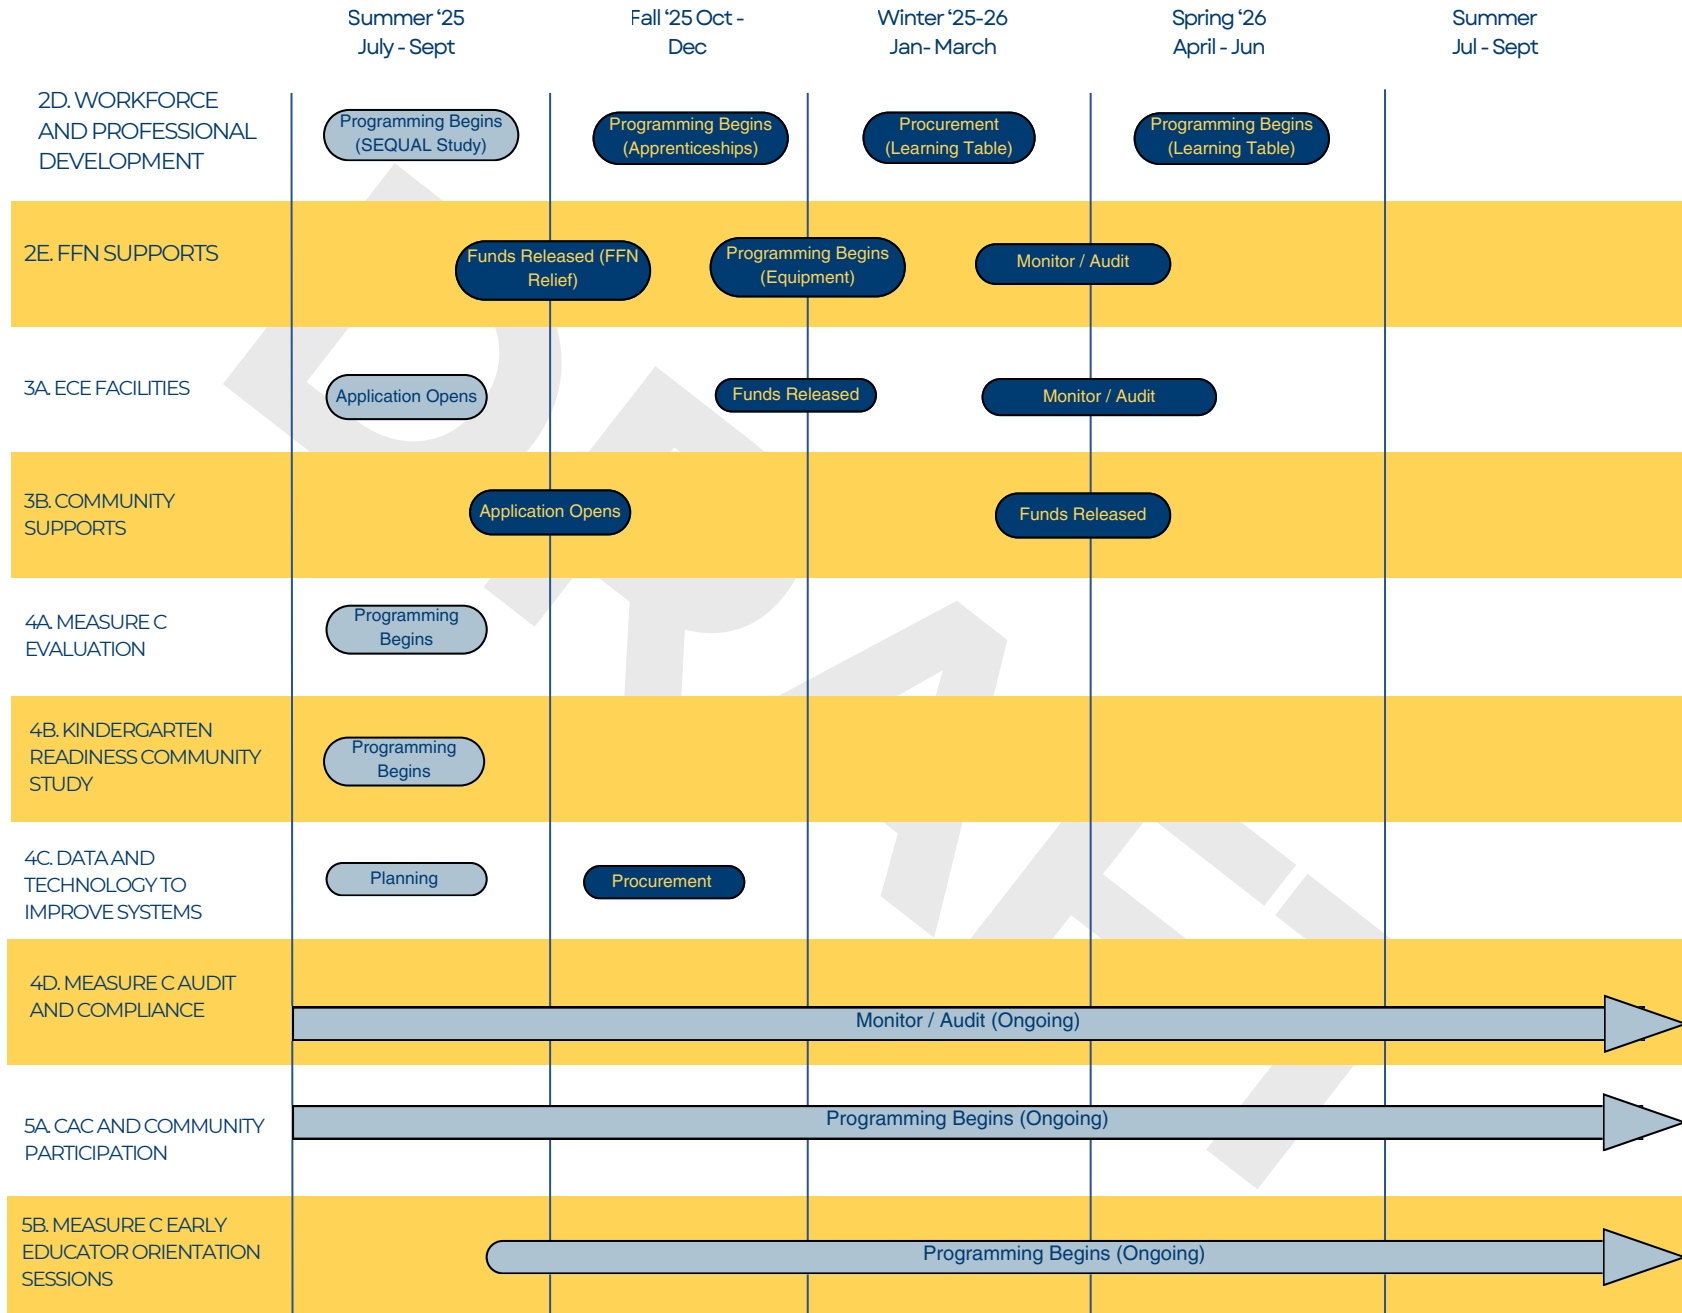 Summer ‘25
July - Sept
Fall ‘25 Oct -
Dec
Winter ‘25-26
Jan- March
Spring ‘26
April - Jun
Summer
Jul - Sept
2D. WORKFORCE
AND PROFESSIONAL
DEVELOPMENT
Programming Begins
(SEQUAL Study)
Programming Begins
(Apprenticeships)
Procurement
(Learning Table)
Programming Begins
(Learning Table)
2E. FFN SUPPORTS
Funds Released (FFN
Relief)
Programming Begins
(Equipment)
Monitor / Audit
3A. ECE FACILITIES
Application Opens
Funds Released
Monitor / Audit
3B. COMMUNITY
SUPPORTS
Application Opens
Funds Released
4A. MEASURE C
EVALUATION
Programming
Begins
4B. KINDERGARTEN
READINESS COMMUNITY
STUDY
Programming
Begins
4C. DATA AND
TECHNOLOGY TO
IMPROVE SYSTEMS
Planning
Procurement
4D. MEASURE C AUDIT
AND COMPLIANCE
Monitor / Audit (Ongoing)
5A. CAC AND COMMUNITY
PARTICIPATION
Programming Begins (Ongoing)
5B. MEASURE C EARLY
EDUCATOR ORIENTATION
SESSIONS
Programming Begins (Ongoing)
DRAFT